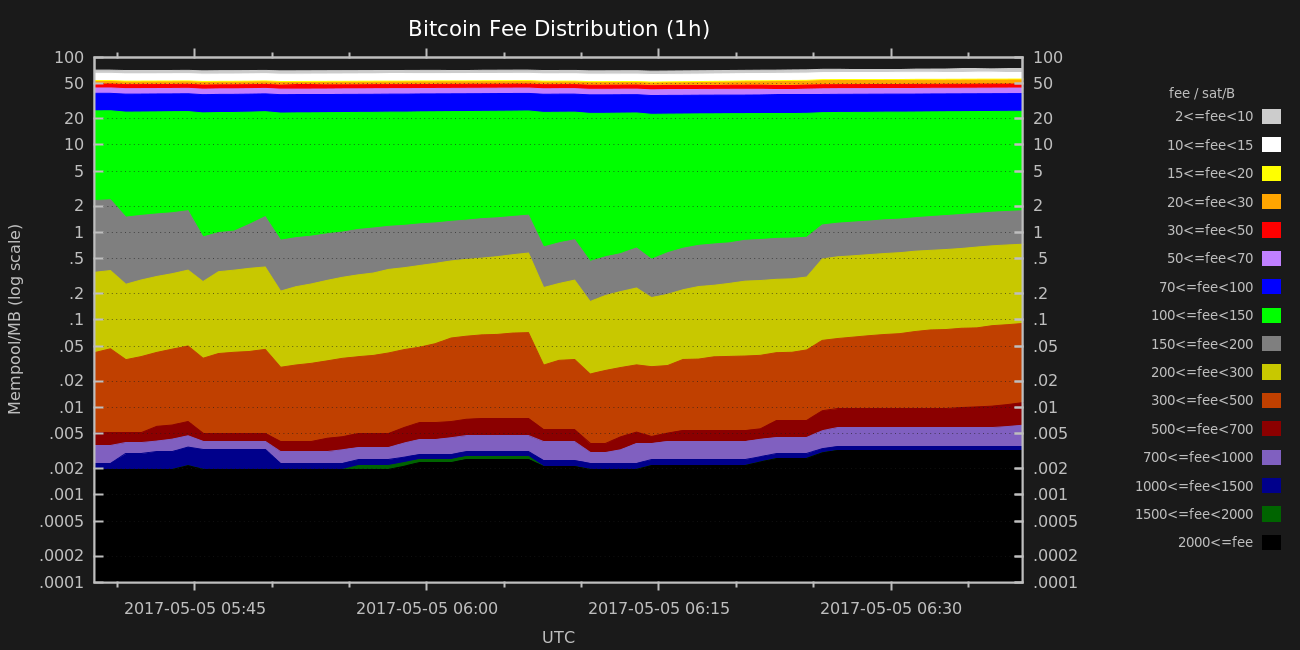 Bitcoin Fee Distribution (1h)
100
50
20
10
5
2
1
.5
.2
.1
.05
.02
.01
.005
.002
.001
.0005
.0002
.0001
Mempool/MB (log scale)
100
50
20
10
5
2
1
.5
.2
.1
.05
.02
.01
.005
.002
.001
.0005
.0002
.0001
2017-05-05 05:45
2017-05-05 06:00
2017-05-05 06:15
2017-05-05 06:30
UTC
fee / sat/B
2<=fee<10
10<=fee<15
15<=fee<20
20<=fee<30
30<=fee<50
50<=fee<70
70<=fee<100
100<=fee<150
150<=fee<200
200<=fee<300
300<=fee<500
500<=fee<700
700<=fee<1000
1000<=fee<1500
1500<=fee<2000
2000<=fee